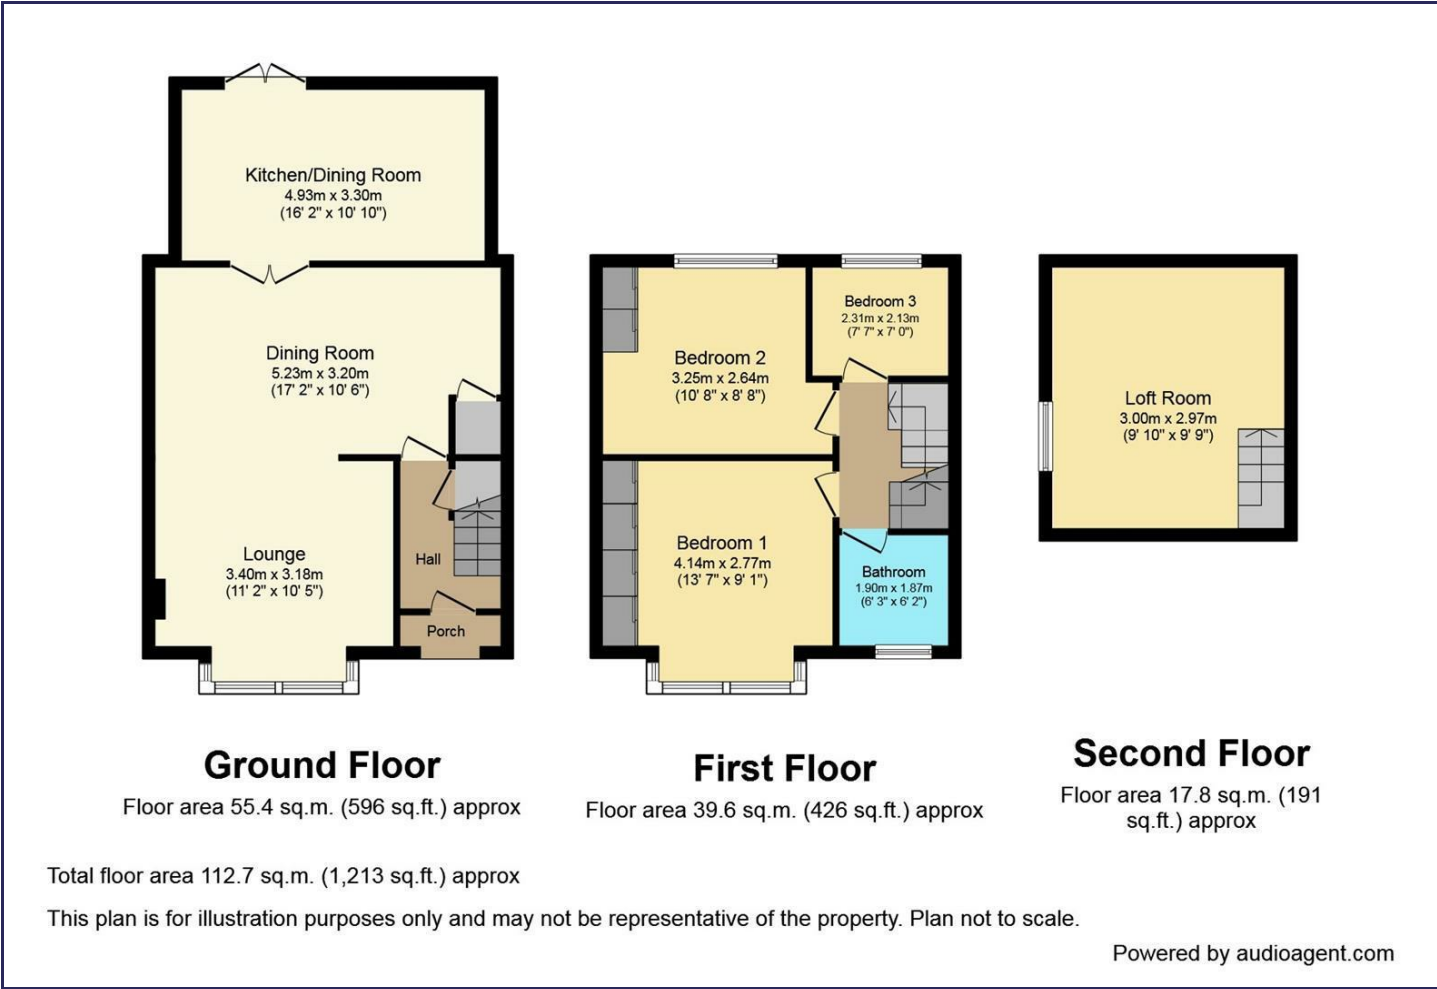 Kitchen/Dining Room
4.93m x 3.30m
(16' 2" x 10' 10")
Dining Room
5.23m x 3.20m
(17' 2" x 10' 6")
Lounge
3.40m x 3.18m
(11' 2" x 10' 5")
Hall
Porch
Ground Floor
Floor area 55.4 sq.m. (596 sq.ft.) approx
Bedroom 3
2.31m x 2.13m
(7' 7" x 7' 0")
Bedroom 2
3.25m x 2.64m
(10' 8" x 8' 8")
Bedroom 1
4.14m x 2.77m
(13' 7" x 9' 1")
Bathroom
1.90m x 1.87m
(6' 3" x 6' 2")
First Floor
Floor area 39.6 sq.m. (426 sq.ft.) approx
Loft Room
3.00m x 2.97m
(9' 10" x 9' 9")
Second Floor
Floor area 17.8 sq.m. (191
sq.ft.) approx
Total floor area 112.7 sq.m. (1,213 sq.ft.) approx
This plan is for illustration purposes only and may not be representative of the property. Plan not to scale.
Powered by audioagent.com